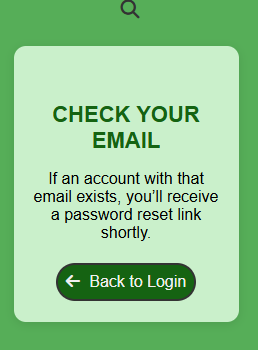 CHECK YOUR
EMAIL
If an account with that
email exists, you’ll receive
a password reset link
shortly.
Back to Login